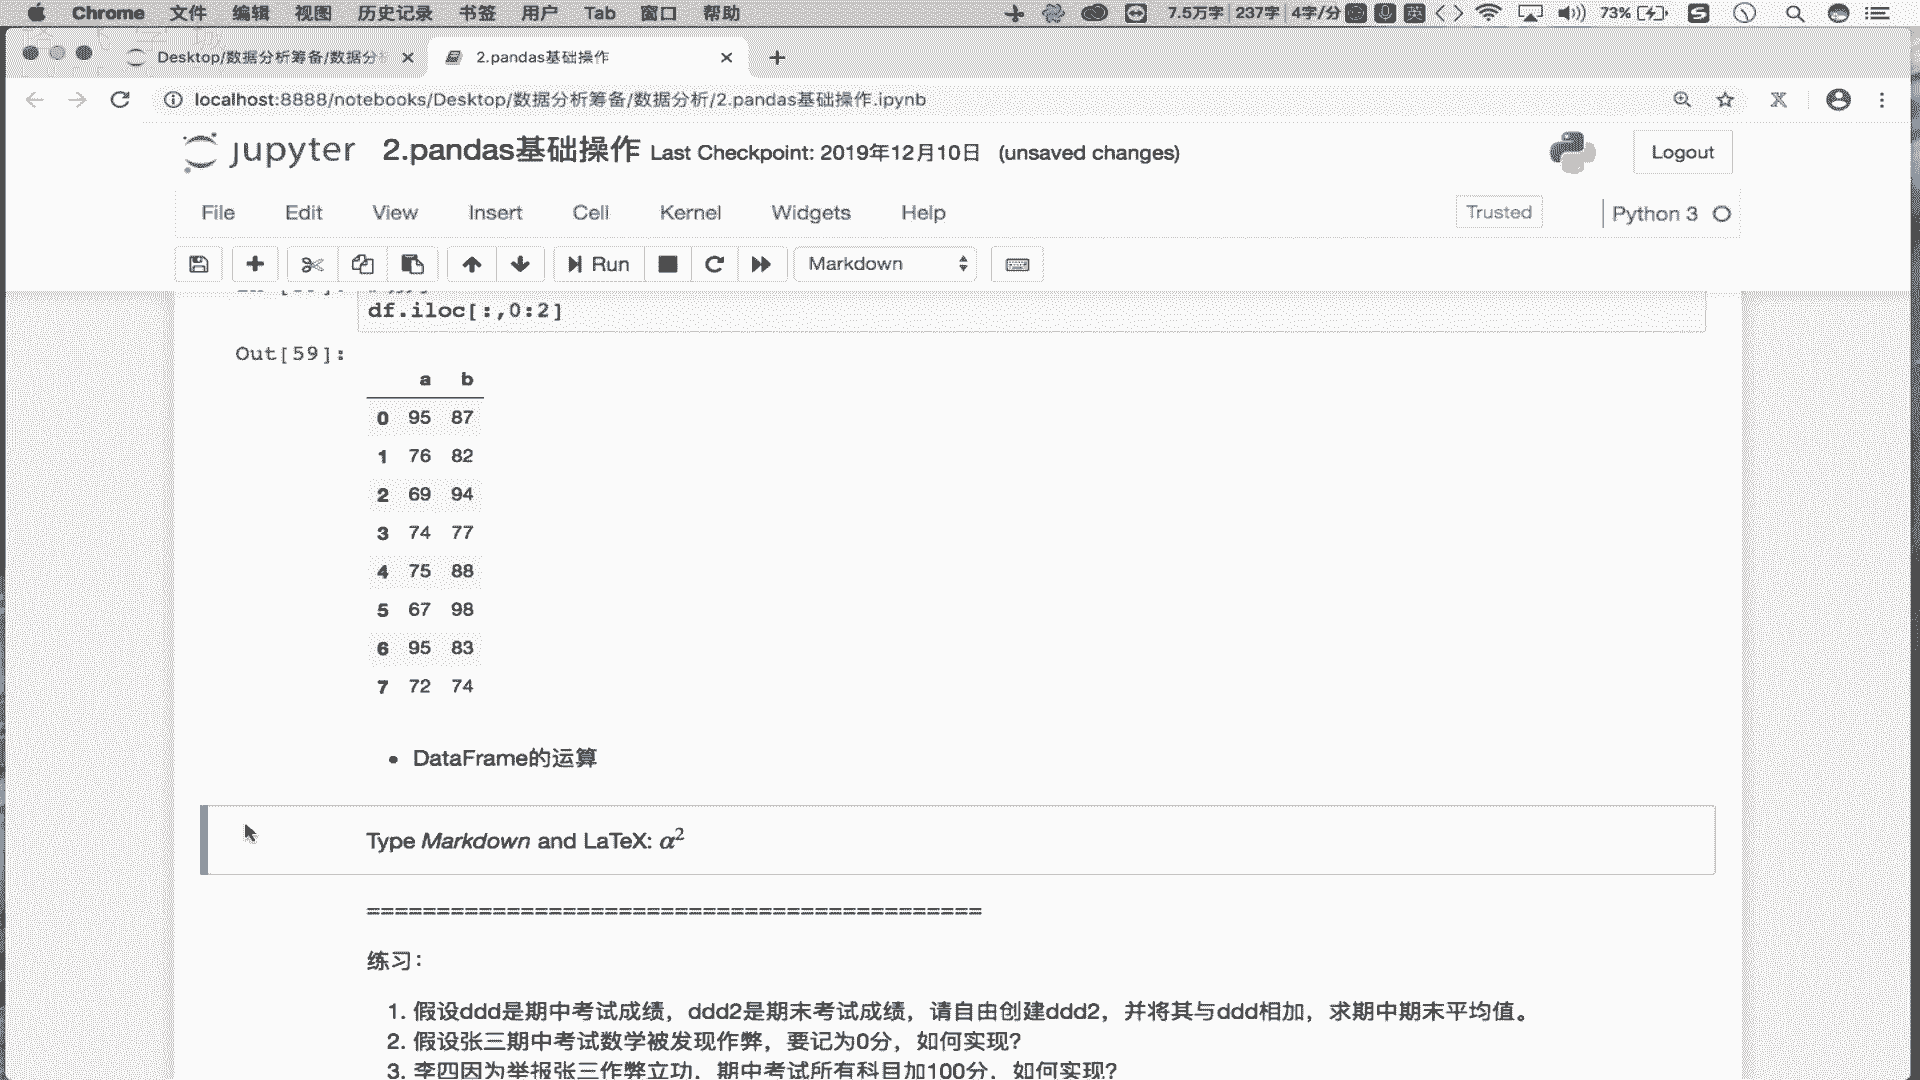 Chrome 文件 编辑 视图 历史记录 书签 用户 Tab 窗口 帮助 7.5万字 237字 4字/分 英 73%
Desktop/数据分析筹备/数据分析 2.pandas基础操作
localhost:8888/notebooks/Desktop/数据分析筹备/数据分析/2.pandas基础操作.ipynb
jupyter 2.pandas基础操作 Last Checkpoint: 2019年12月10日 (unsaved changes) Logout
File Edit View Insert Cell Kernel Widgets Help Trusted Python 3
Run Markdown
df.iloc[:,0:2]
Out[59]:
a b
0 95 87
1 76 82
2 69 94
3 74 77
4 75 88
5 67 98
6 95 83
7 72 74
• DataFrame的运算
Type Markdown and LaTeX: α²
============================================
练习：
1. 假设ddd是期中考试成绩，ddd2是期末考试成绩，请自由创建ddd2，并将其与ddd相加，求期中期末平均值。
2. 假设张三期中考试数学被发现作弊，要记为0分，如何实现？
3. 李四因为举报张三作弊立功，期中考试所有科目加100分，如何实现？